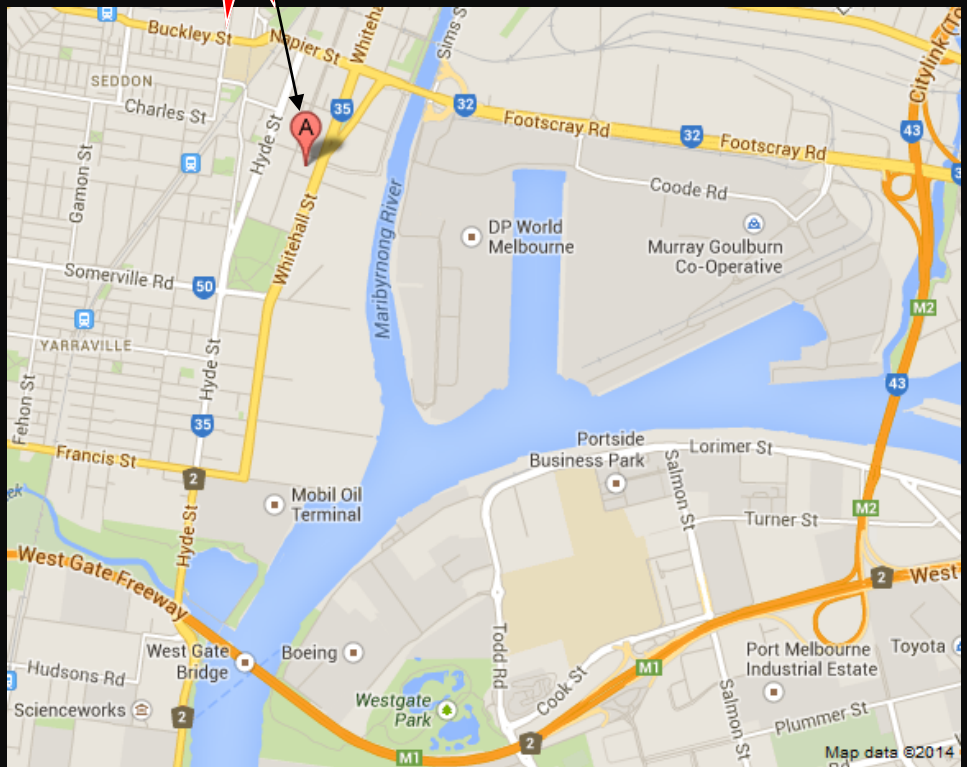 Buckley St
Napier St
Whiteha
Sims S
Citylink (To
SEDDON
35
32
Charles St
A
Footscray Rd
32
43
Hyde St
Footscray Rd
3
Gamon St
Coode Rd
Whitehall St
Maribyrnong River
DP World
Melbourne
Murray Goulburn
Co-Operative
Somerville Rd
50
M2
YARRAVILLE
Hyde St
43
Fehon St
35
Portside
Business Park
Lorimer St
Francis St
Salmon St
2
ek
Mobil Oil
Terminal
M2
Turner St
Hyde St
West Gate Freeway
2
West
West Gate
Bridge
Boeing
Todd Rd
Port Melbourne
Industrial Estate
Toyota
M1
Hudsons Rd
Cook St
Salmon St
Scienceworks
2
Westgate
Park
Plummer St
2
M1
Map data ©2014
Rd